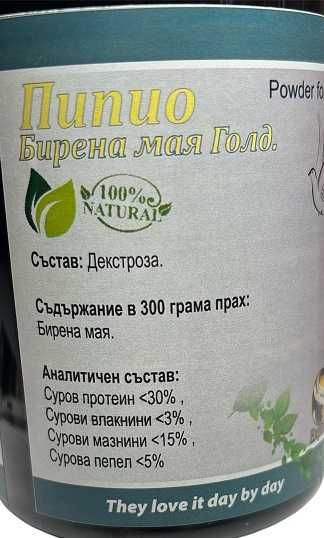 Пипио
Powder fo
Бирена мая Голд.
100%
NATURAL
Състав: Декстроза.
Съдържание в 300 грама прах:
Бирена мая.
Аналитичен състав:
Суров протеин <30% ,
Сурови влакнини <3% ,
Сурови мазнини <15% ,
Сурова пепел <5%
They love it day by day